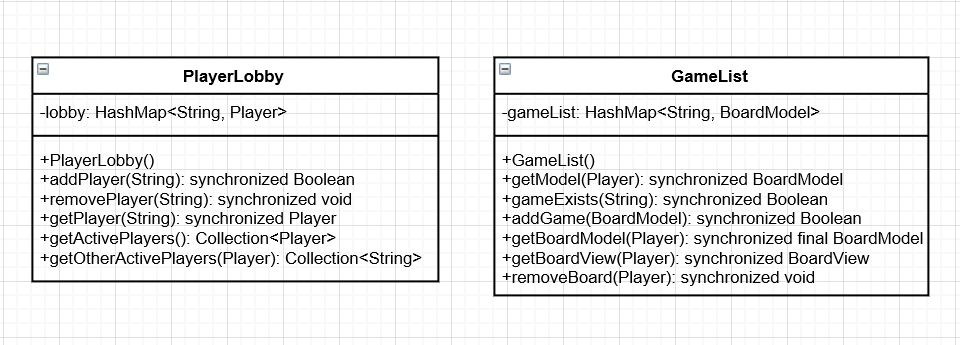 PlayerLobby
-lobby: HashMap<String, Player>
+PlayerLobby()
+addPlayer(String): synchronized Boolean
+removePlayer(String): synchronized void
+getPlayer(String): synchronized Player
+getActivePlayers(): Collection<Player>
+getOtherActivePlayers(Player): Collection<String>
GameList
-gameList: HashMap<String, BoardModel>
+GameList()
+getModel(Player): synchronized BoardModel
+gameExists(String): synchronized Boolean
+addGame(BoardModel): synchronized Boolean
+getBoardModel(Player): synchronized final BoardModel
+getBoardView(Player): synchronized BoardView
+removeBoard(Player): synchronized void